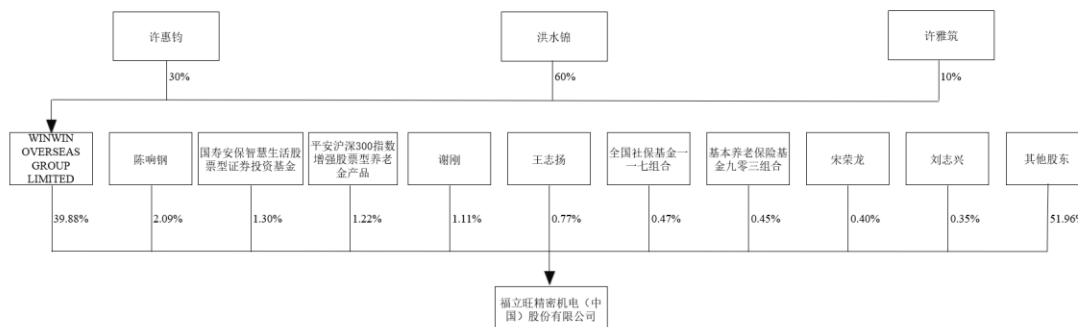 许惠钧
洪水锦
许雅筑
30%
60%
10%
WINWIN
OVERSEAS
GROUP
LIMITED
陈响钢
国寿安保智慧生活股
票型证券投资基金
平安沪深300指数
增强股票型养老
金产品
谢刚
王志扬
全国社保基金一
一七组合
基本养老保险基
金九零三组合
宋荣龙
刘志兴
其他股东
39.88%
2.09%
1.30%
1.22%
1.11%
0.77%
0.47%
0.45%
0.40%
0.35%
51.96%
福立旺精密机电（中
国）股份有限公司